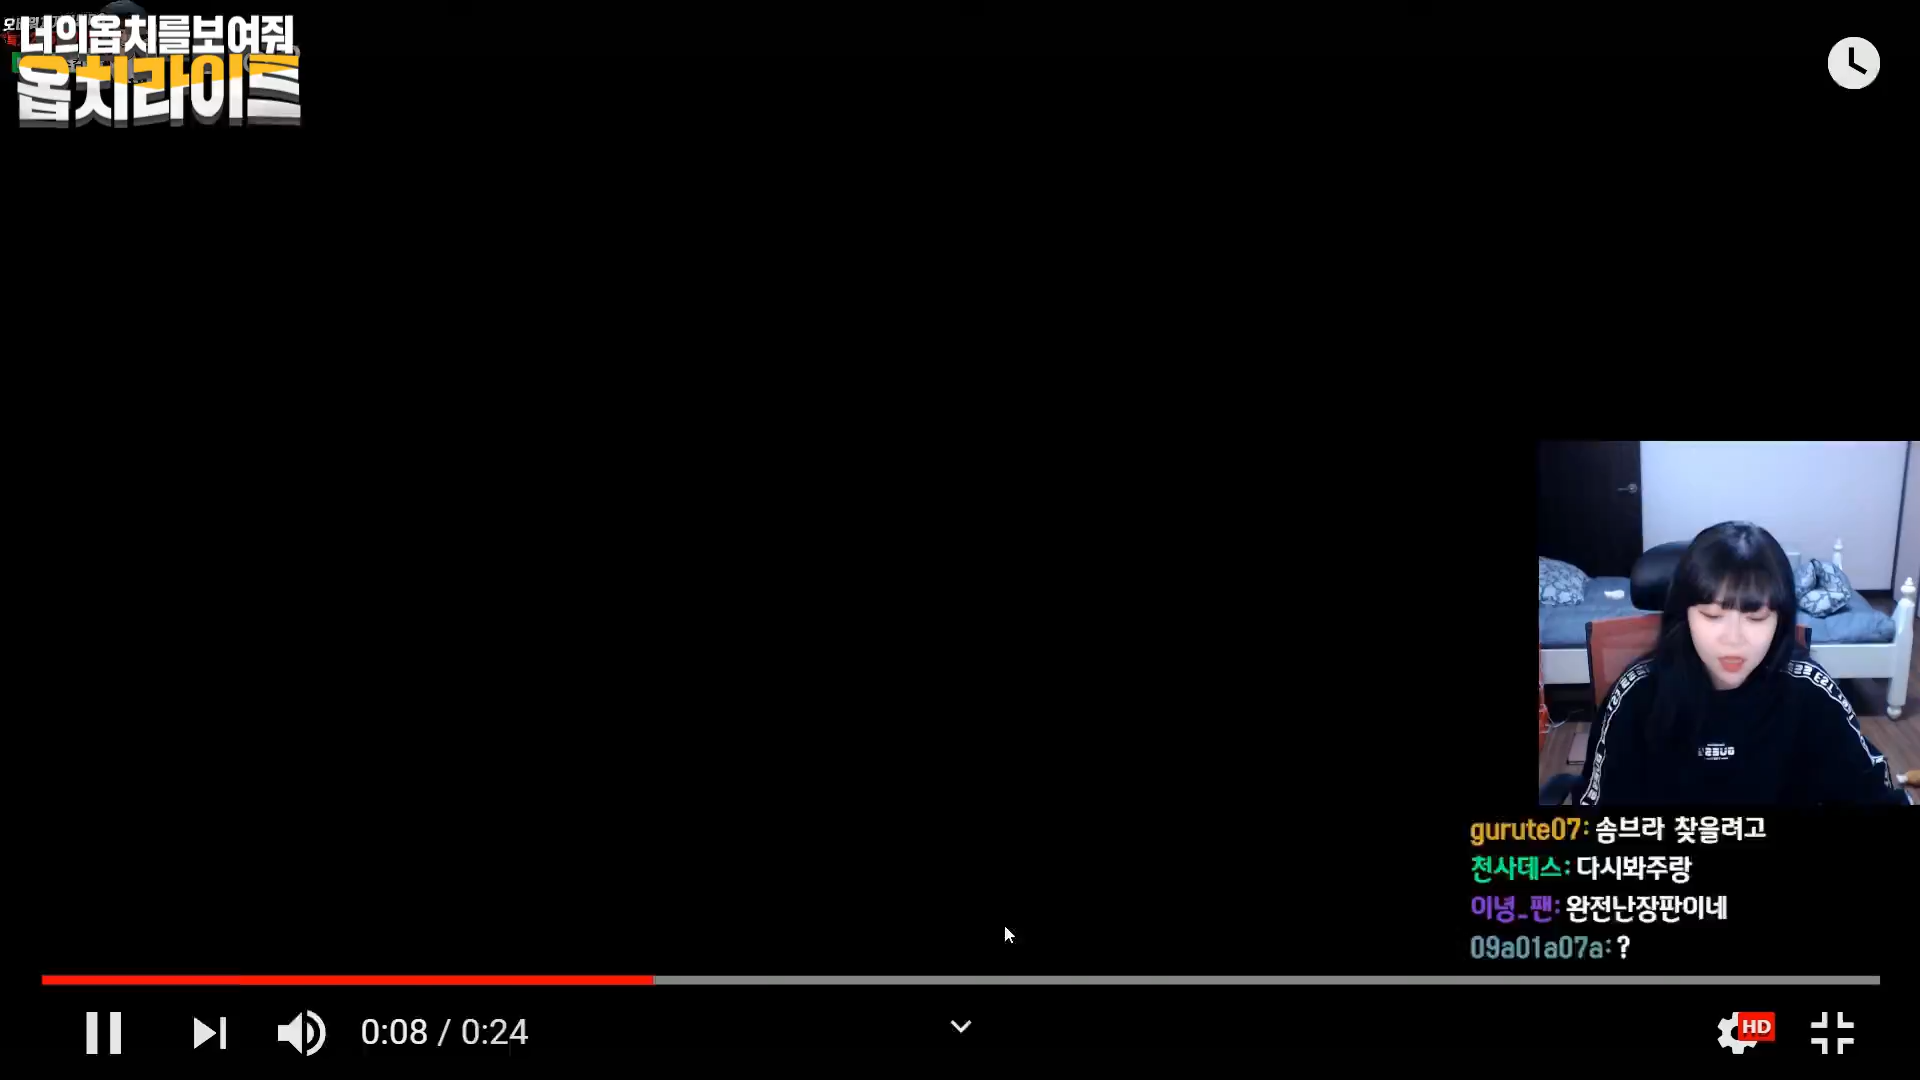 너의옵치를보여줘
옵치라이트
gurute07: 솜브라 찾을려고
천사데스: 다시봐주랑
이녕_팬: 완전난장판이네
09a01a07a: ?
0:08 / 0:24
HD